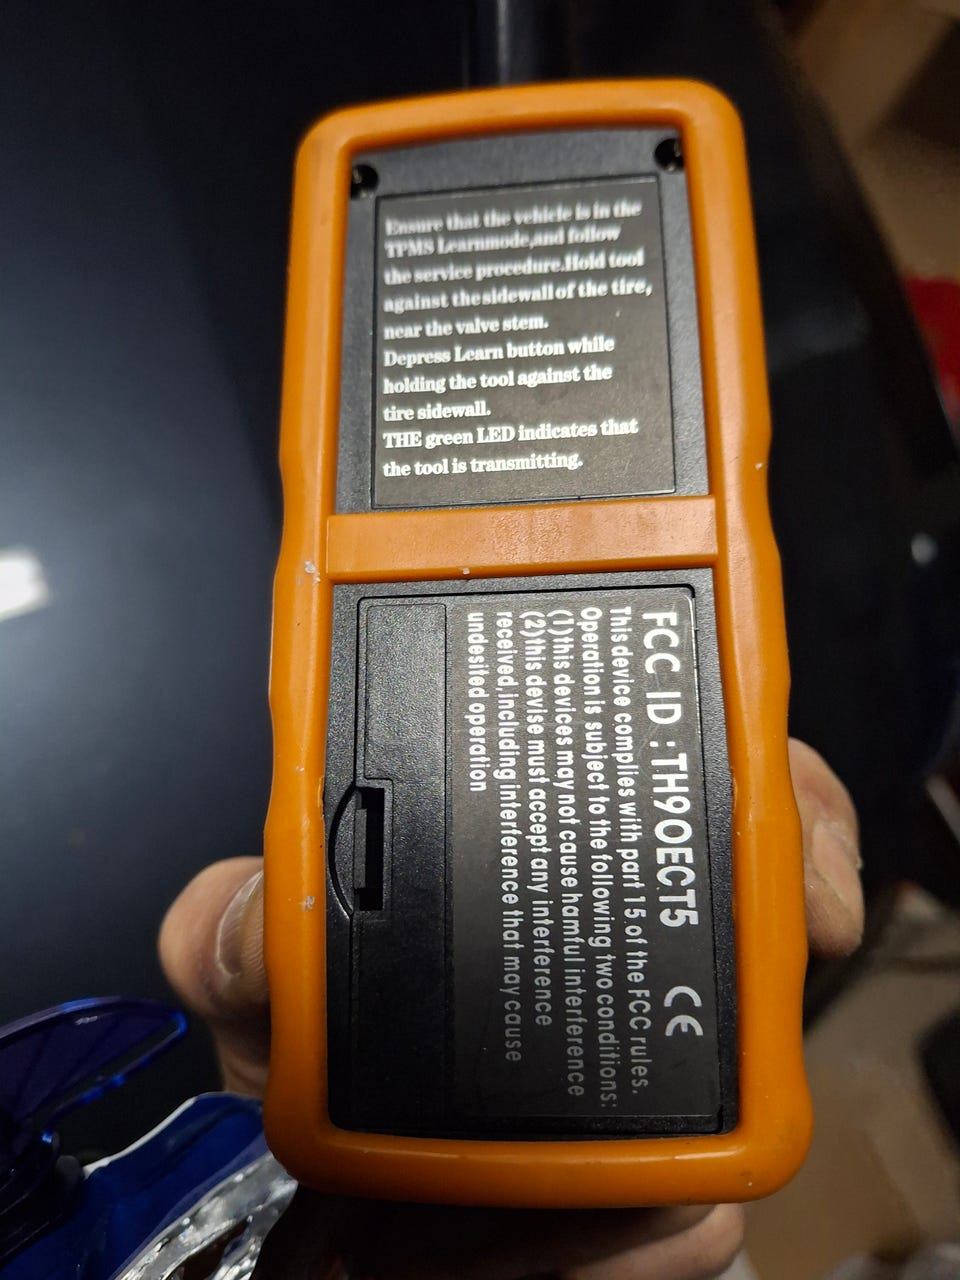 Ensure that the vehicle is in the
TPMS Learnmode,and follow
the service procedure.Hold tool
against the sidewall of the tire,
near the valve stem.
Depress Learn button while
holding the tool against the
tire sidewall.
THE green LED indicates that
the tool is transmitting.
FCC ID :TH9OECT5 CE
This device complies with part 15.of the FCC rules.
Operation is subject to the following two conditions:
(1)this devices may not cause hamful interference
(2)this devise must accept any interference
received,including interference that may cause
undesited operation